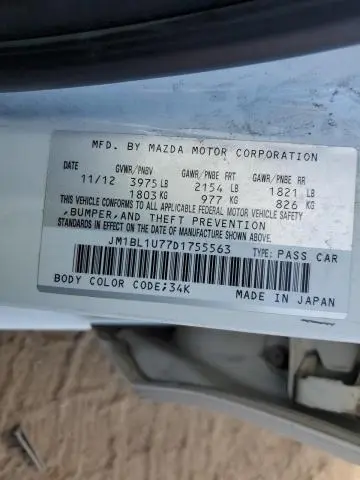 MFD. BY MAZDA MOTOR CORPORATION
DATE GVWR/PNBV GAWR/PNBE FRT GAWR/PNBE RR
11/12 3975 LB 2154 LB 1821 LB
1803 KG 977 KG 826 KG
THIS VEHICLE CONFORMS TO ALL APPLICABLE FEDERAL MOTOR VEHICLE SAFETY
,BUMPER,AND THEFT PREVENTION
STANDARDS IN EFFECT ON THE DATE OF MANUFACTURE SHOWN ABOVE.
JM1BL1U77D1755563 TYPE: PASS CAR
BODY COLOR CODE;34K MADE IN JAPAN